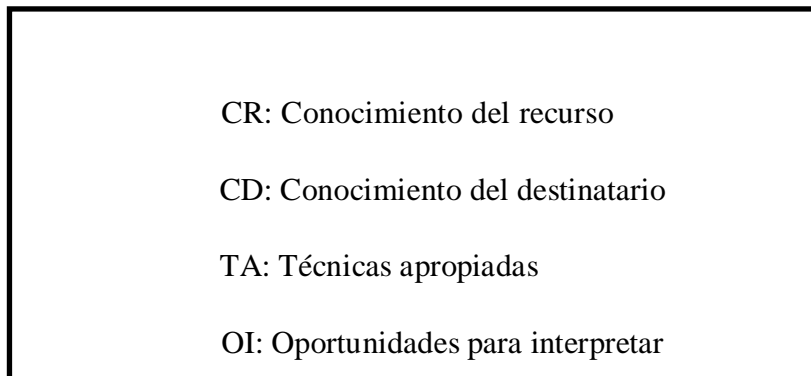 CR: Conocimiento del recurso
CD: Conocimiento del destinatario
TA: Técnicas apropiadas
OI: Oportunidades para interpretar